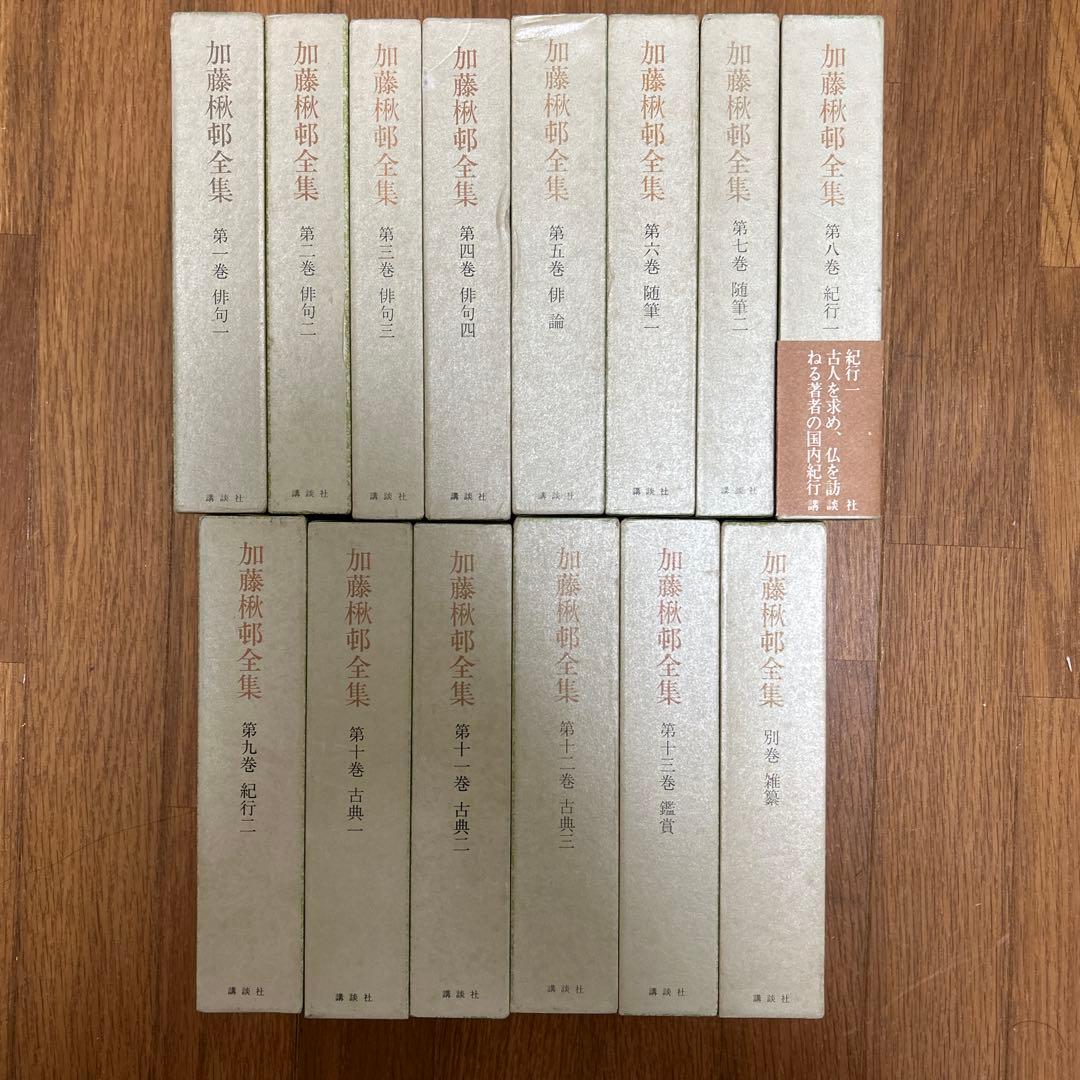 加藤楸邨全集 第一巻 俳句一
講談社
加藤楸邨全集 第二巻 俳句二
講談社
加藤楸邨全集 第三巻 俳句三
講談社
加藤楸邨全集 第四巻 俳句四
講談社
加藤楸邨全集 第五巻 俳論
講談社
加藤楸邨全集 第六巻 随筆一
講談社
加藤楸邨全集 第七巻 随筆二
講談社
加藤楸邨全集 第八巻 紀行一
紀行一
古人を求め、仏を訪
ねる著者の国内紀行
講談社
加藤楸邨全集 第九巻 紀行二
講談社
加藤楸邨全集 第十巻 古典一
講談社
加藤楸邨全集 第十一巻 古典二
講談社
加藤楸邨全集 第十二巻 古典三
講談社
加藤楸邨全集 第十三巻 鑑賞
講談社
加藤楸邨全集 別巻 雑纂
講談社